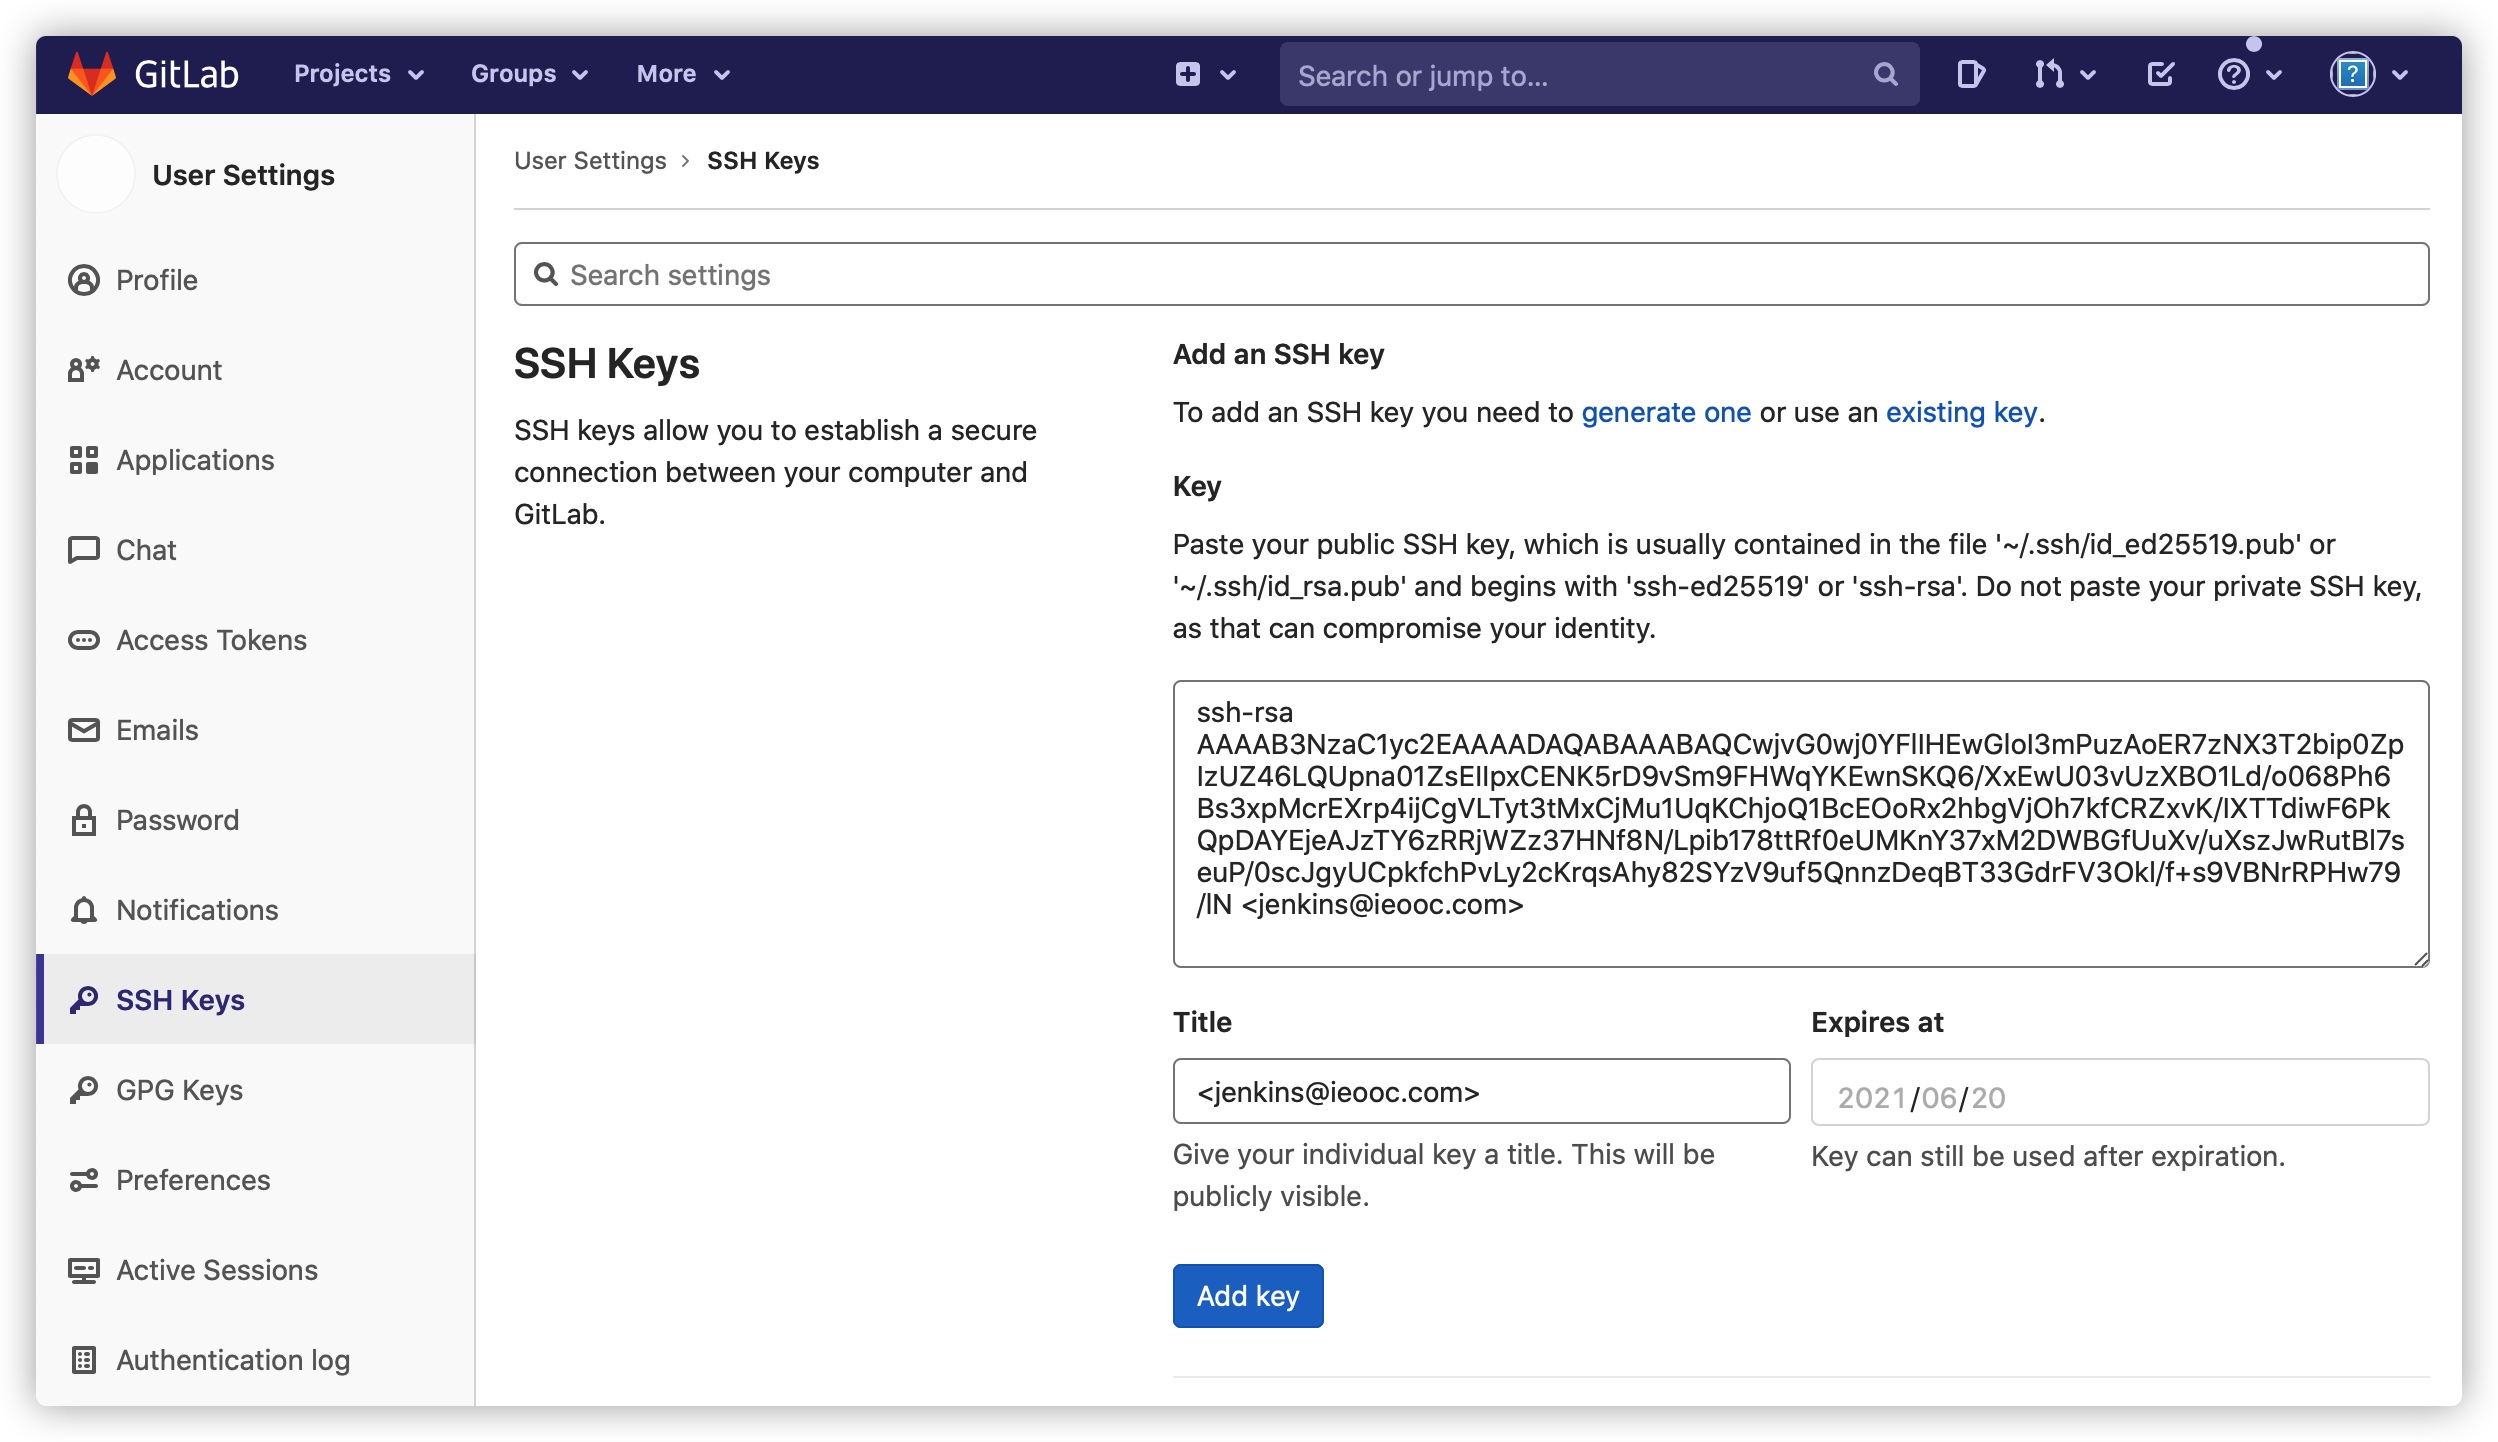 GitLab Projects Groups More Search or jump to...
User Settings
Profile
Account
Applications
Chat
Access Tokens
Emails
Password
Notifications
SSH Keys
GPG Keys
Preferences
Active Sessions
Authentication log
User Settings › SSH Keys
Search settings
SSH Keys
SSH keys allow you to establish a secure
connection between your computer and
GitLab.
Add an SSH key
To add an SSH key you need to generate one or use an existing key.
Key
Paste your public SSH key, which is usually contained in the file '~/.ssh/id_ed25519.pub' or
'~/.ssh/id_rsa.pub' and begins with 'ssh-ed25519' or 'ssh-rsa'. Do not paste your private SSH key,
as that can compromise your identity.
ssh-rsa
AAAAB3NzaC1yc2EAAAADAQABAAABAQCwjvG0wj0YFlIHEwGloI3mPuzAoER7zNX3T2bip0Zp
IzUZ46LQUpna01ZsEIIpxCENK5rD9vSm9FHWqYKEwnSKQ6/XxEwU03vUzXBO1Ld/o068Ph6
Bs3xpMcrEXrp4ijCgVLTyt3tMxCjMu1UqKChjoQ1BcEOoRx2hbgVjOh7kfCRZxvK/lXTTdiwF6Pk
QpDAYEjeAJzTY6zRRjWZz37HNf8N/Lpib178ttRf0eUMKnY37xM2DWBGfUuXv/uXszJwRutBl7s
euP/0scJgyUCpkfchPvLy2cKrqsAhy82SYzV9uf5QnnzDeqBT33GdrFV3Okl/f+s9VBNrRPHw79
/lN <jenkins@ieooc.com>
Title
<jenkins@ieooc.com>
Give your individual key a title. This will be
publicly visible.
Expires at
2021/06/20
Key can still be used after expiration.
Add key